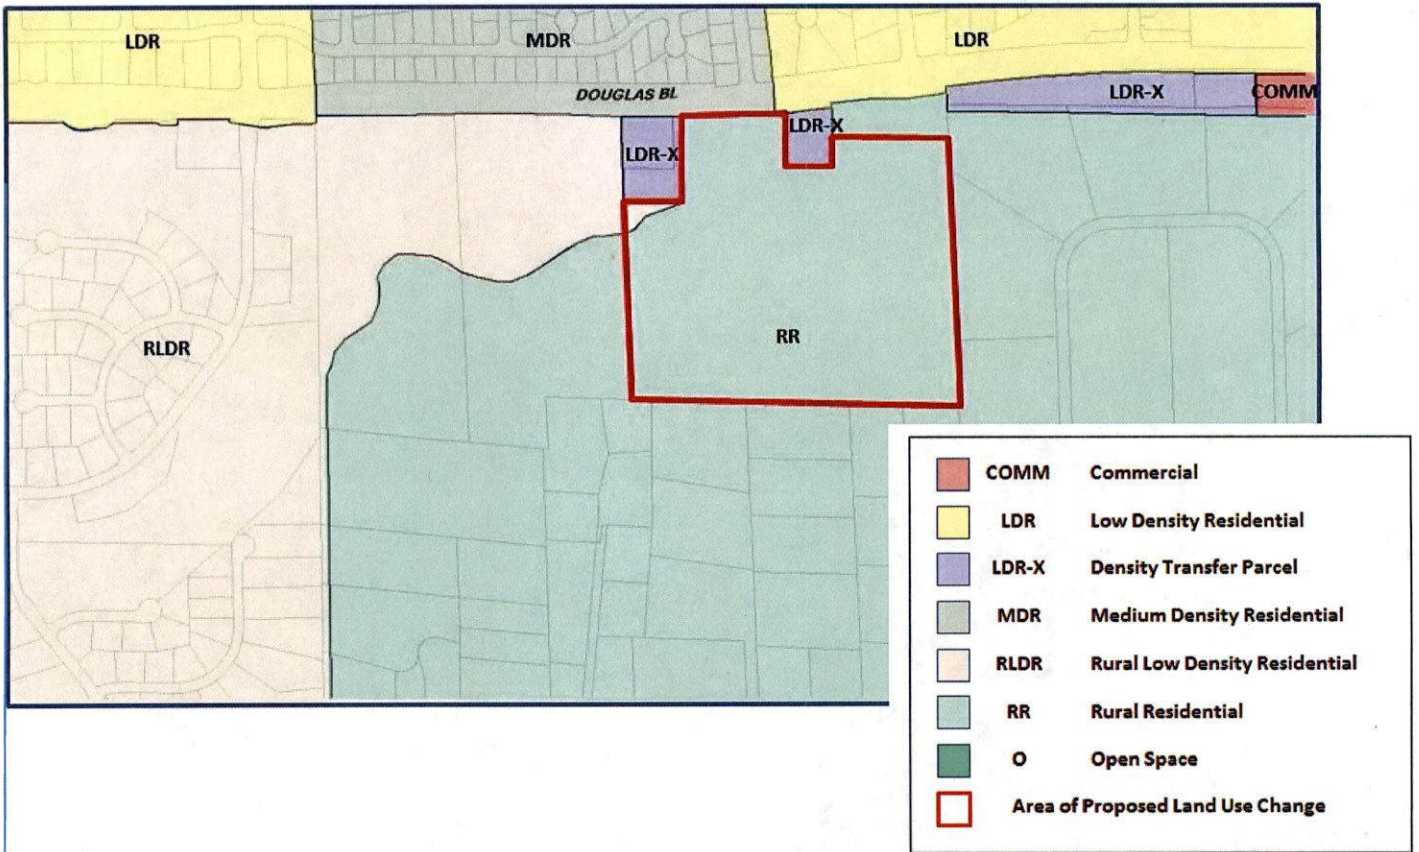 LDR
MDR
LDR
DOUGLAS BL
LDR-X
COMM
LDR-X
LDR-X
RLDR
RR
COMM Commercial
LDR Low Density Residential
LDR-X Density Transfer Parcel
MDR Medium Density Residential
RLDR Rural Low Density Residential
RR Rural Residential
O Open Space
Area of Proposed Land Use Change